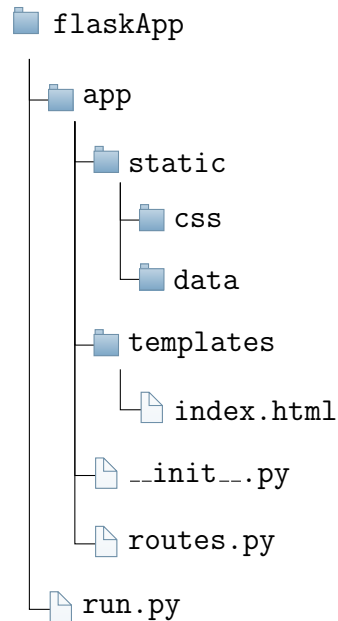 flaskApp
app
static
css
data
templates
index.html
__init__.py
routes.py
run.py